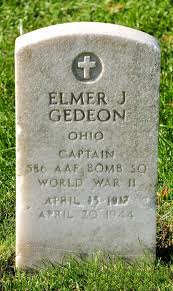 ELMER J
GEDEON
OHIO
CAPTAIN
586 AAF BOMB SQ
WORLD WAR II
APRIL 15 1917
APRIL 20 1944